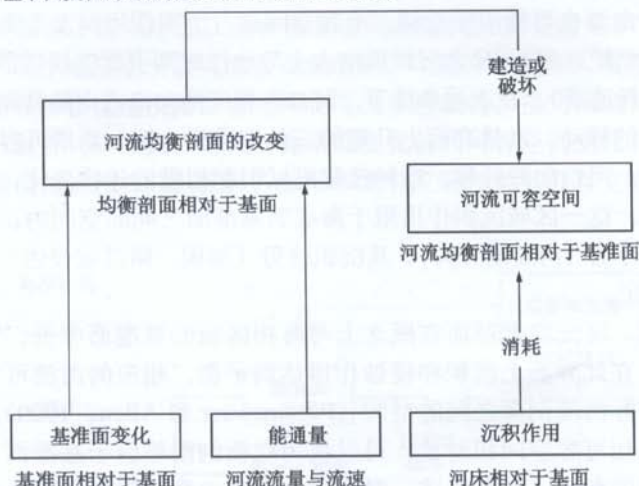 建造或
破坏
河流均衡剖面的改变
均衡剖面相对于基面
河流可容空间
河流均衡剖面相对于基准面
消耗
基准面变化
能通量
沉积作用
基准面相对于基面
河流流量与流速
河床相对于基面